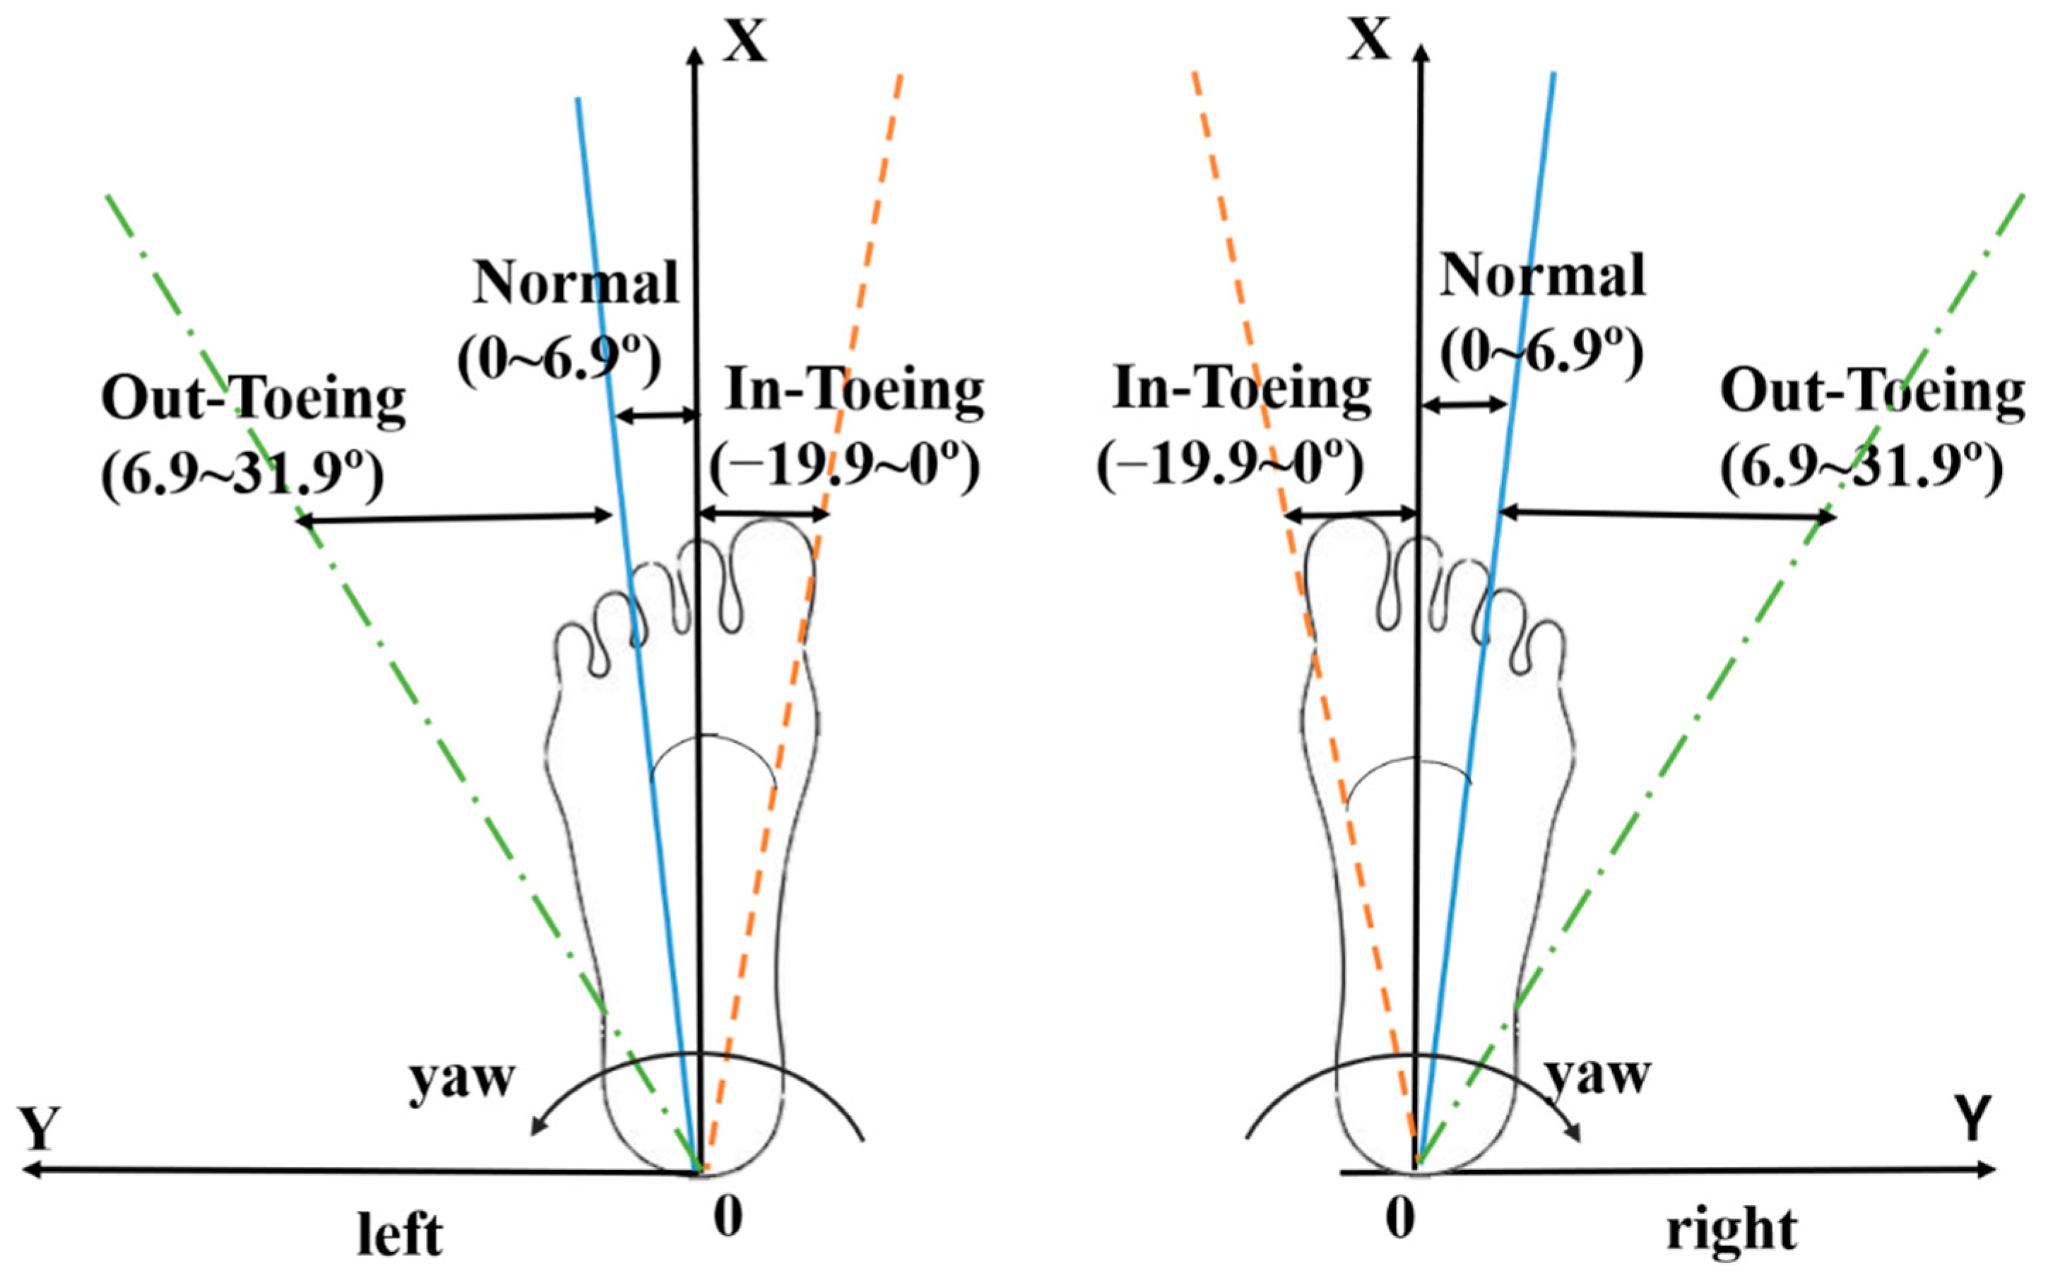 X
Normal
(0~6.9º)
Out-Toeing
(6.9~31.9º)
In-Toeing
(−19.9~0º)
yaw
Y
0
left
X
Normal
(0~6.9º)
In-Toeing
(−19.9~0º)
Out-Toeing
(6.9~31.9º)
yaw
Y
0
right